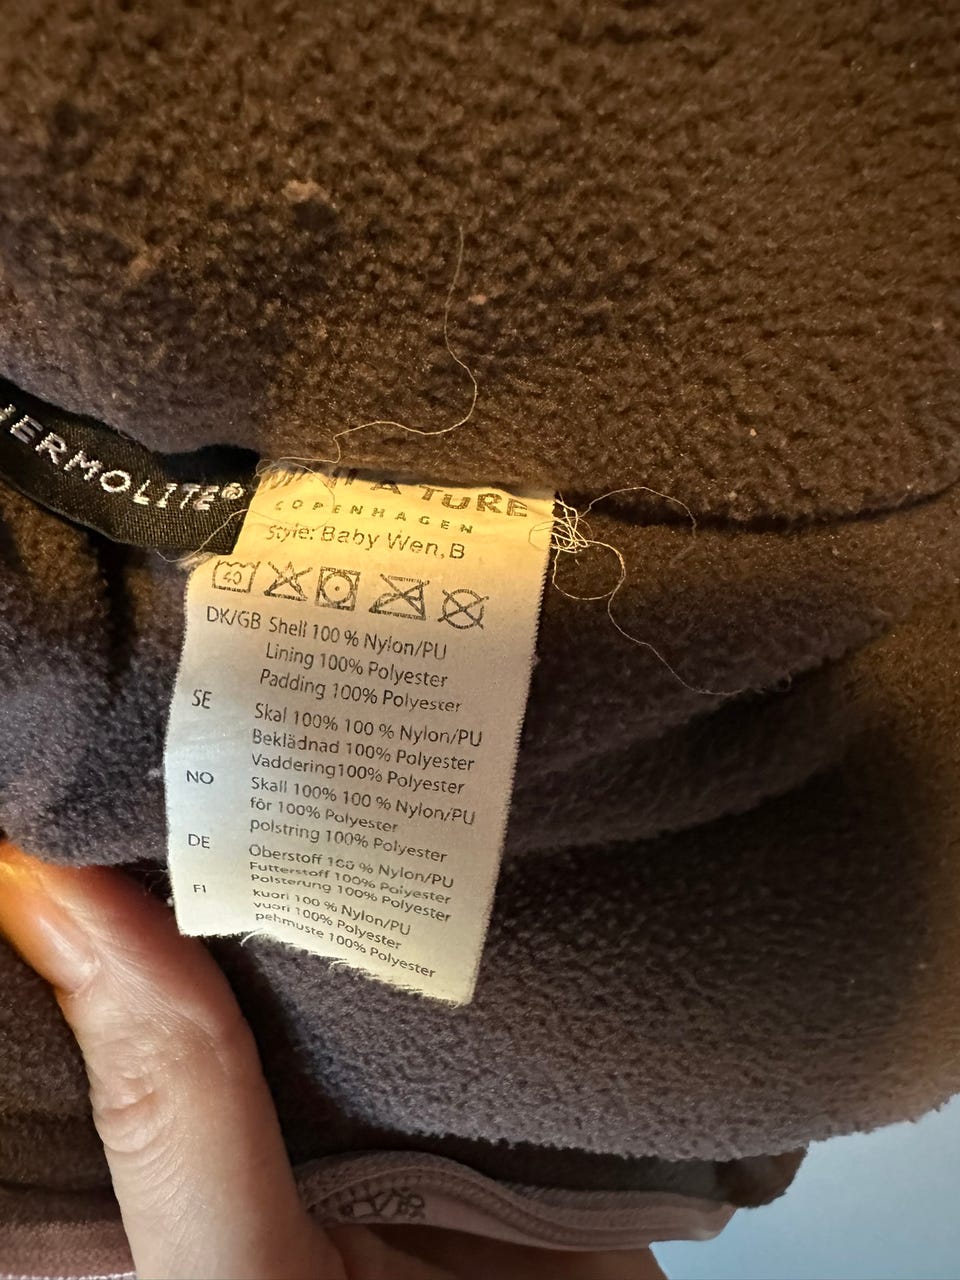 HERMOLITE®
A TURE
COPENHAGEN
Style: Baby Wen, B
40
DK/GB Shell 100 % Nylon/PU
Lining 100% Polyester
Padding 100% Polyester
SE Skal 100% 100 % Nylon/PU
Beklädnad 100% Polyester
Vaddering100% Polyester
NO Skall 100% 100 % Nylon/PU
fôr 100% Polyester
polstring 100% Polyester
DE Oberstoff 100 % Nylon/PU
Futterstoff 100% Polyester
Polsterung 100% Polyester
FI kuori 100 % Nylon/PU
vuori 100% Polyester
pehmuste 100% Polyester